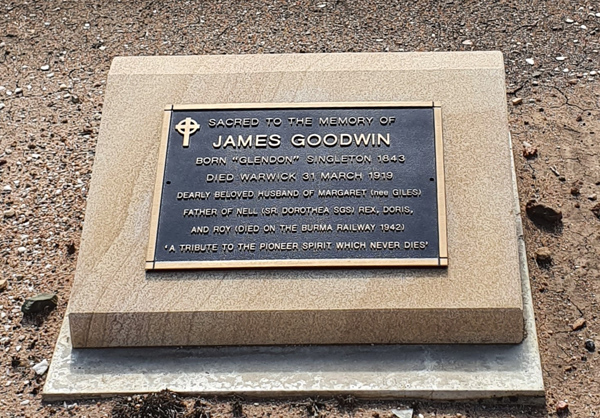 SACRED TO THE MEMORY OF
JAMES GOODWIN
BORN "GLENDON" SINGLETON 1843
DIED WARWICK 31 MARCH 1919
DEARLY BELOVED HUSBAND OF MARGARET (nee GILES)
FATHER OF NELL (SR. DOROTHEA SGS) REX, DORIS,
AND ROY (DIED ON THE BURMA RAILWAY 1942)
'A TRIBUTE TO THE PIONEER SPIRIT WHICH NEVER DIES'